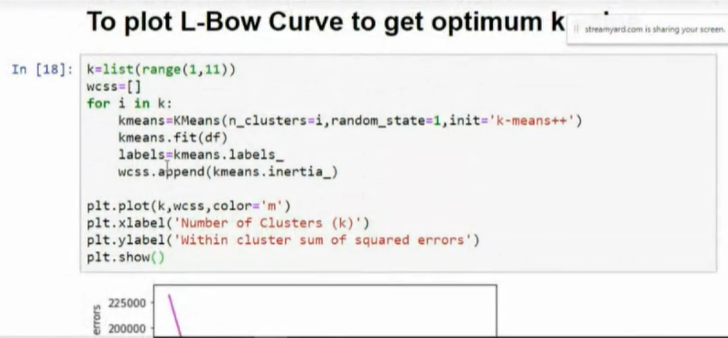 To plot L-Bow Curve to get optimum k
streamyard.com is sharing your screen.
In [18]: k=list(range(1,11))
wcss=[]
for i in k:
kmeans=KMeans(n_clusters=i,random_state=1,init='k-means++')
kmeans.fit(df)
labels=kmeans.labels_
wcss.append(kmeans.inertia_)
plt.plot(k,wcss,color='m')
plt.xlabel('Number of Clusters (k)')
plt.ylabel('Within cluster sum of squared errors')
plt.show()
225000
200000
errors